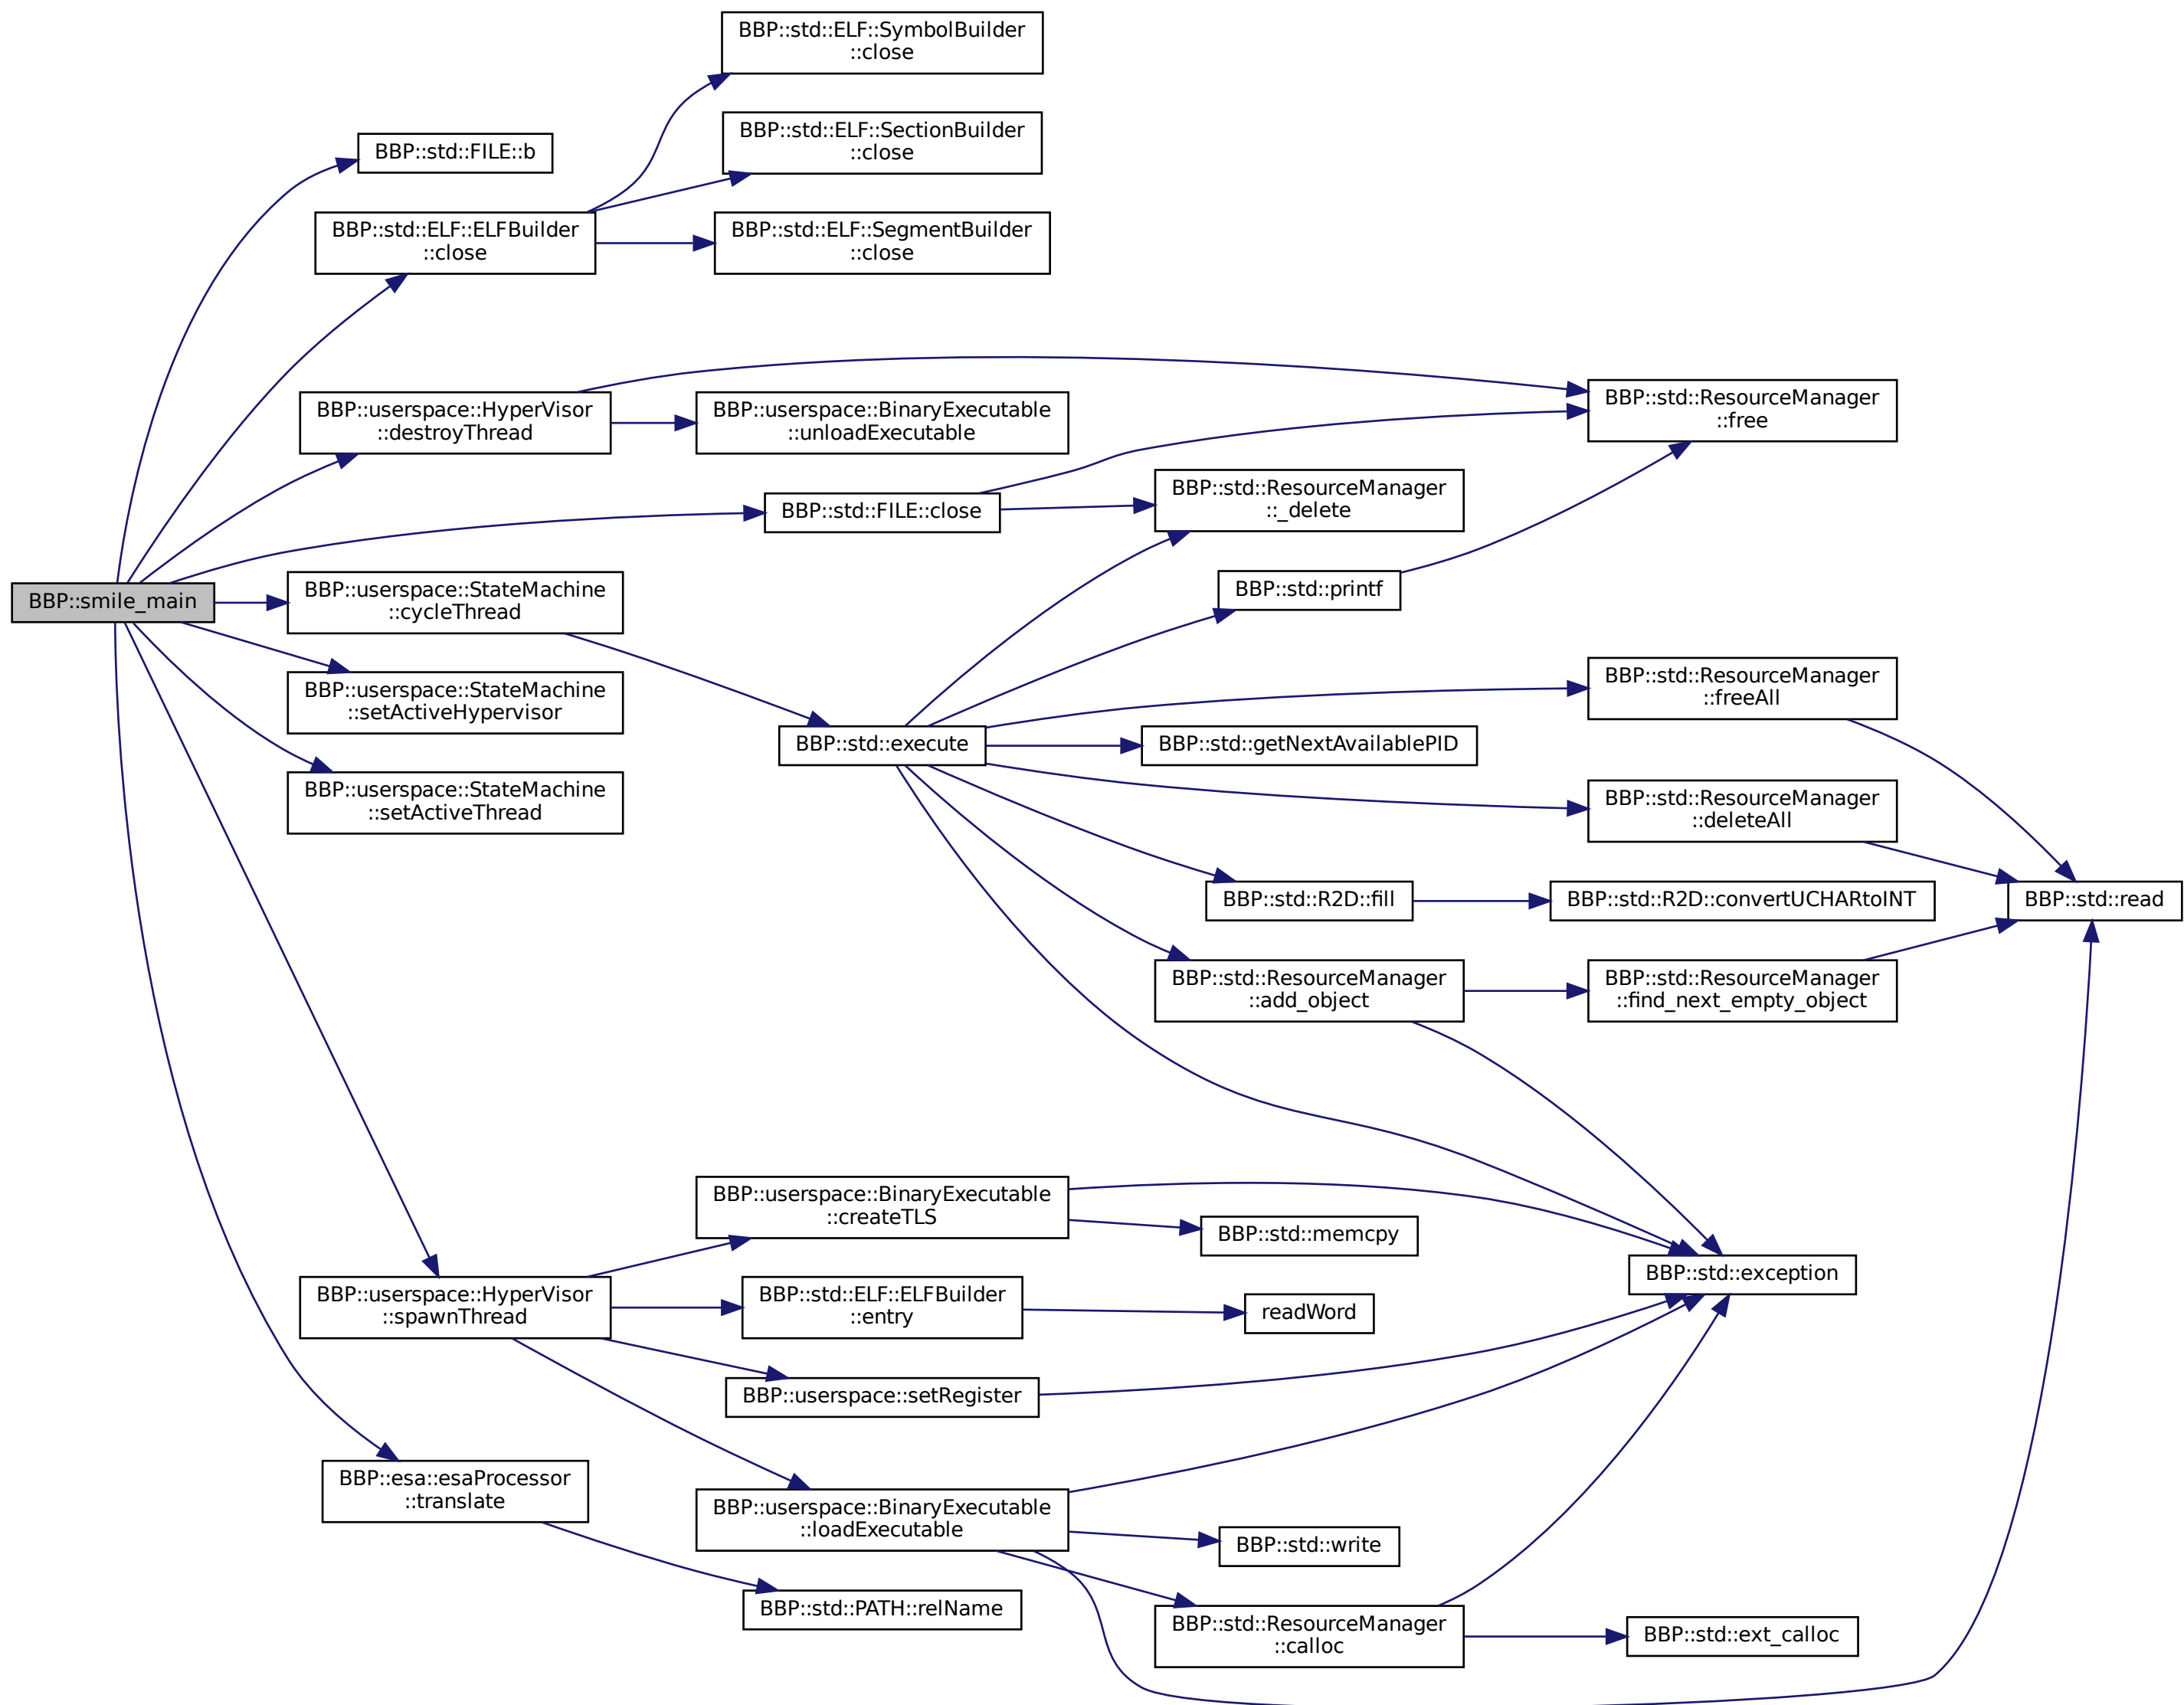 BBP::std::ELF::SymbolBuilder
::close
BBP::std::ELF::SectionBuilder
::close
BBP::std::FILE::b
BBP::std::ELF::ELFBuilder
::close
BBP::std::ELF::SegmentBuilder
::close
BBP::userspace::HyperVisor
::destroyThread
BBP::userspace::BinaryExecutable
::unloadExecutable
BBP::std::ResourceManager
::free
BBP::std::FILE::close
BBP::std::ResourceManager
::_delete
BBP::smile_main
BBP::userspace::StateMachine
::cycleThread
BBP::std::printf
BBP::userspace::StateMachine
::setActiveHypervisor
BBP::std::ResourceManager
::freeAll
BBP::std::execute
BBP::std::getNextAvailablePID
BBP::userspace::StateMachine
::setActiveThread
BBP::std::ResourceManager
::deleteAll
BBP::std::R2D::fill
BBP::std::R2D::convertUCHARtoINT
BBP::std::read
BBP::std::ResourceManager
::add_object
BBP::std::ResourceManager
::find_next_empty_object
BBP::userspace::BinaryExecutable
::createTLS
BBP::std::memcpy
BBP::std::exception
BBP::userspace::HyperVisor
::spawnThread
BBP::std::ELF::ELFBuilder
::entry
readWord
BBP::userspace::setRegister
BBP::esa::esaProcessor
::translate
BBP::userspace::BinaryExecutable
::loadExecutable
BBP::std::write
BBP::std::PATH::relName
BBP::std::ResourceManager
::calloc
BBP::std::ext_calloc